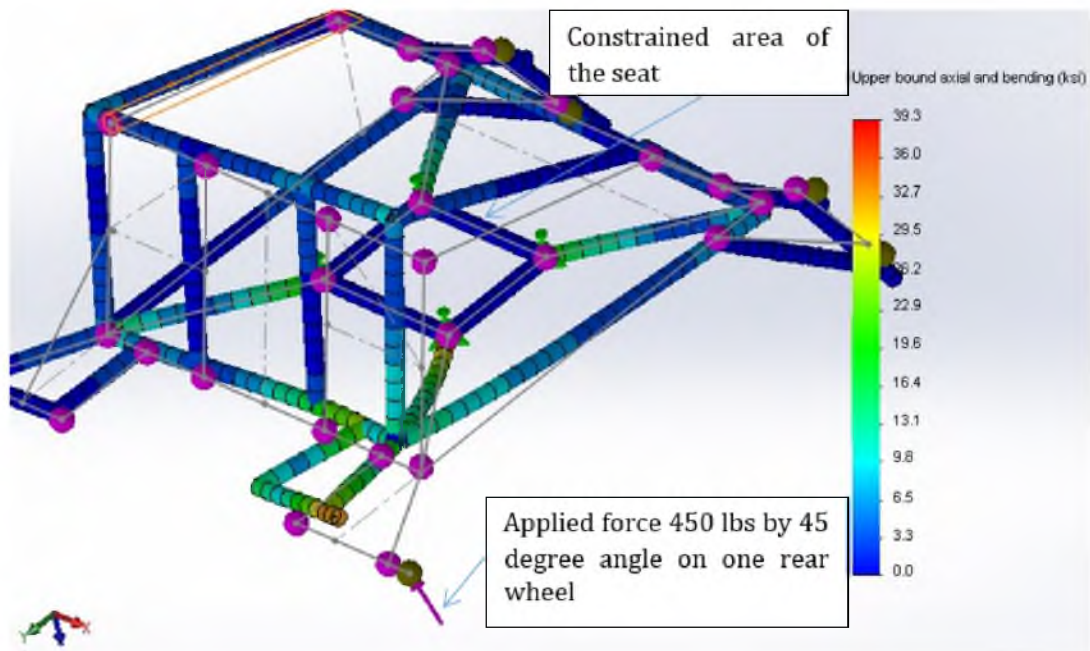 Constrained area of
the seat
Upper bound axial and bending (ksi)
39.3
36.0
32.7
29.5
26.2
22.9
19.6
16.4
13.1
9.8
6.5
3.3
0.0
Applied force 450 lbs by 45
degree angle on one rear
wheel
Y
X